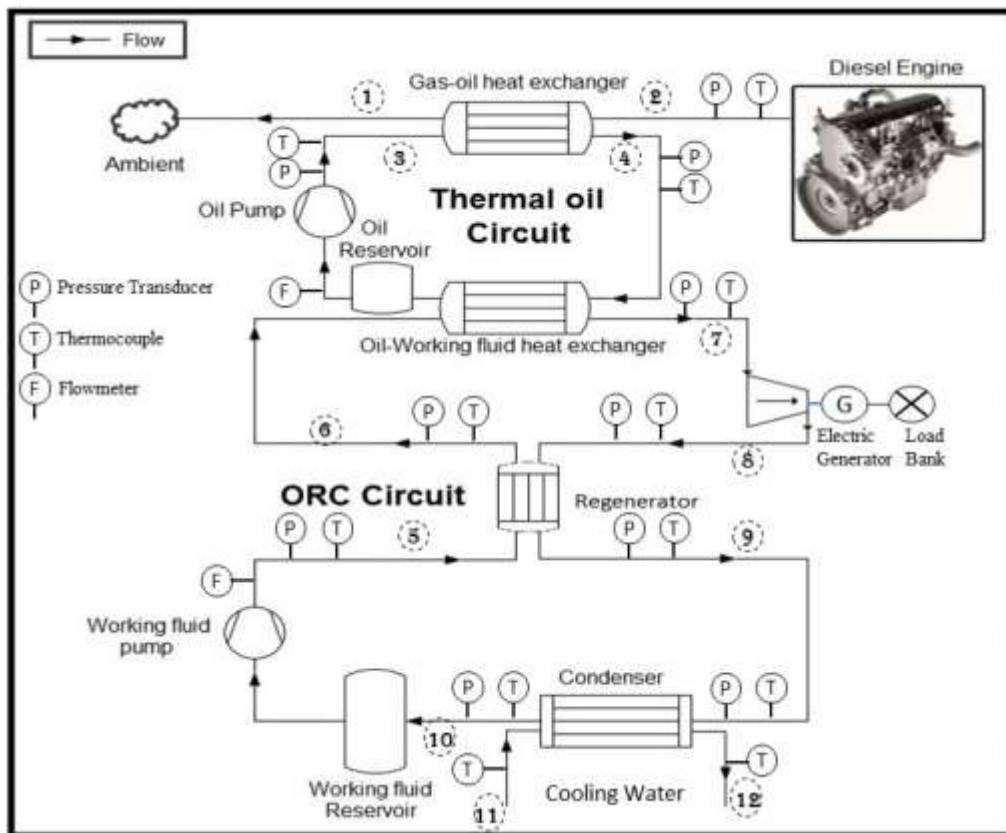 Flow
Diesel Engine
Gas-oil heat exchanger
1
2
P
T
Ambient
T
3
4
P
P
T
Oil Pump
Thermal oil
Circuit
Oil
Reservoir
P
Pressure Transducer
F
P
T
T
Thermocouple
Oil-Working fluid heat exchanger
7
F
Flowmeter
G
6
P
T
P
T
8
Electric
Generator
Load
Bank
ORC Circuit
Regenerator
P
T
5
P
T
9
F
Working fluid
pump
Condenser
P
T
P
T
10
T
T
Working fluid
Reservoir
11
Cooling Water
12